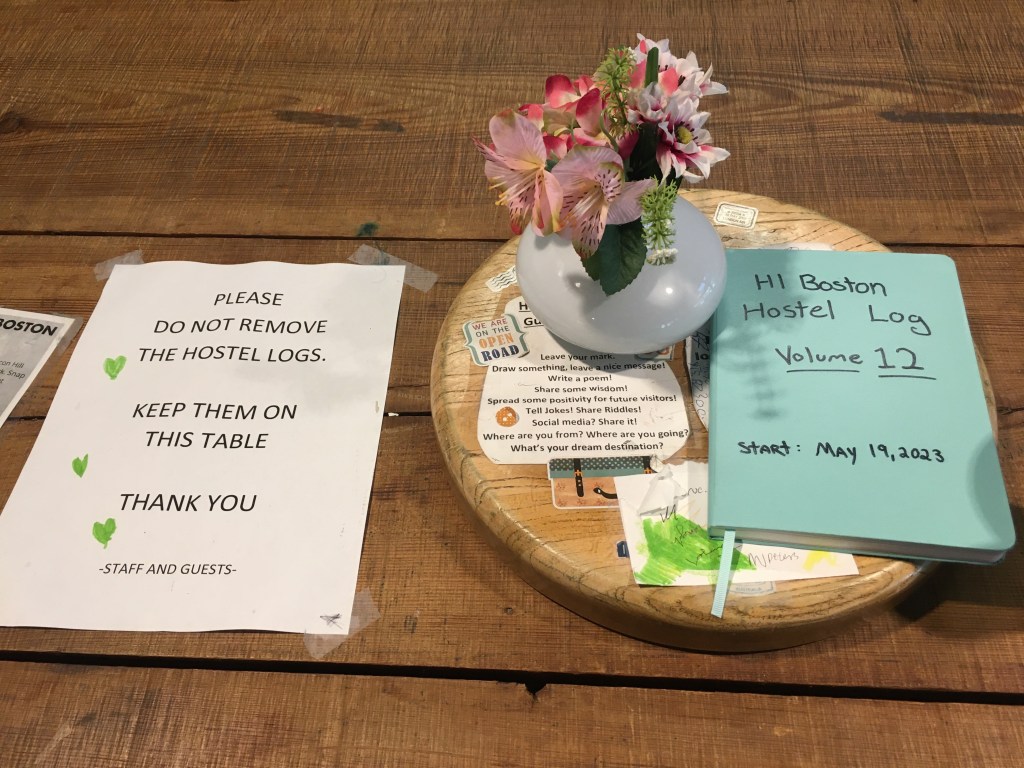 BOSTON
PLEASE
DO NOT REMOVE
THE HOSTEL LOGS.
KEEP THEM ON
THIS TABLE
THANK YOU
-STAFF AND GUESTS-
WE ARE
ON THE
OPEN
ROAD
Leave your mark,
Draw something, leave a nice message!
Write a poem!
Share some wisdom!
Spread some positivity for future visitors!
Tell Jokes! Share Riddles!
Social media? Share it!
Where are you from? Where are you going?
What's your dream destination?
HI Boston
Hostel Log
Volume 12
Start: May 19, 2023